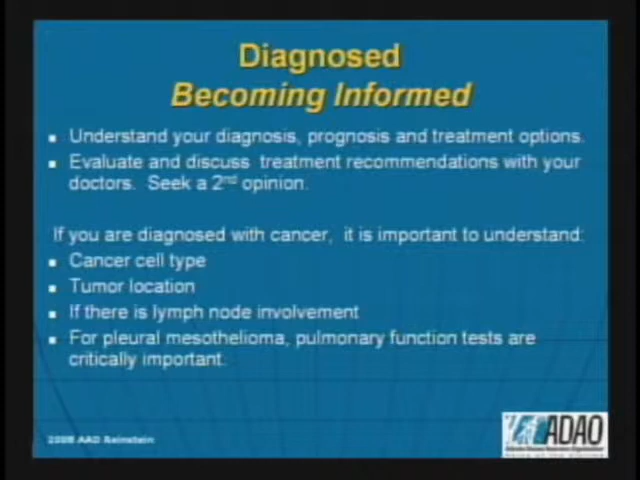 Diagnosed
Becoming Informed
▪ Understand your diagnosis, prognosis and treatment options.
▪ Evaluate and discuss treatment recommendations with your
doctors. Seek a 2nd opinion.
If you are diagnosed with cancer, it is important to understand:
▪ Cancer cell type
▪ Tumor location
▪ If there is lymph node involvement
▪ For pleural mesothelioma, pulmonary function tests are
critically important.
AAD Reinstein
ADAO